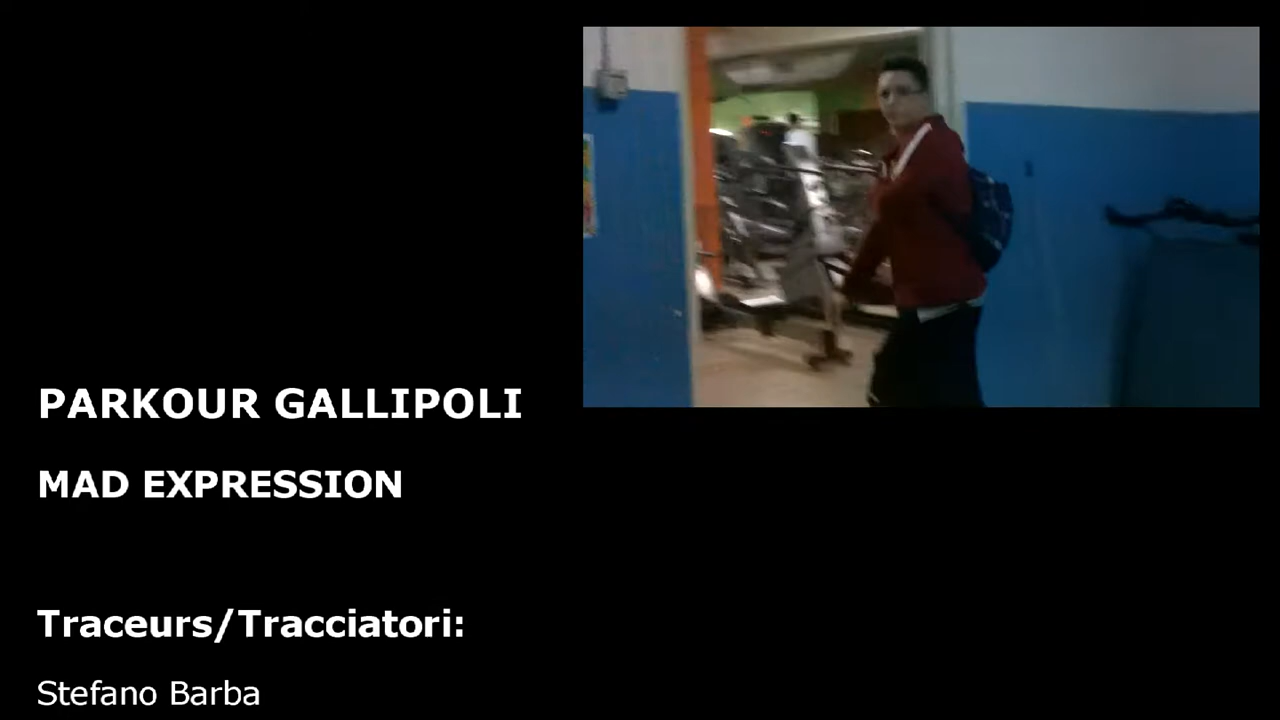 PARKOUR GALLIPOLI
MAD EXPRESSION
Traceurs/Tracciatori:
Stefano Barba